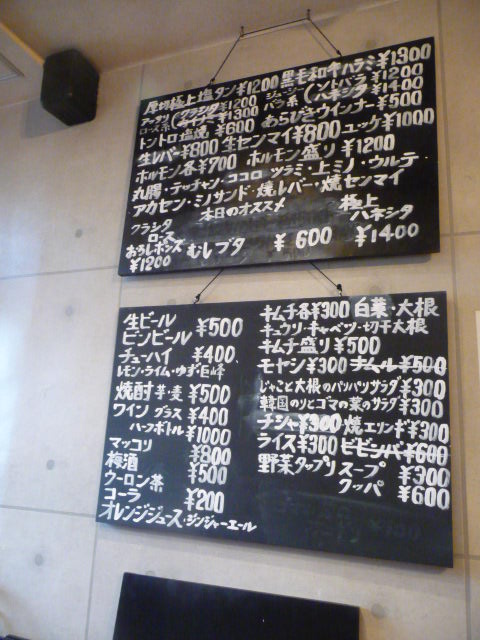 厚切極上塩タン¥1200 黒毛和牛ハラミ¥1300
¥1200 ジューシー ¥1200
ロース系 ¥1300 バラ系 ハネシタ ¥1400
トントロ塩焼 ¥600 あらびきウインナー¥500
生レバー¥800 生センマイ¥800 ユッケ¥1000
ホルモン各¥700 ホルモン盛り ¥1200
丸腸・テッチャン・ココロ ツラミ・上ミノ・ウルテ
アカセン・ミノサンド・焼レバー・焼センマイ
本日のオススメ
クラシタ ロース おろしポンズ ¥1200
むしブタ ¥600
極上 ハネシタ ¥1400
生ビール
ビンビール ¥500
チューハイ ¥400
レモン・ライム・ゆず・巨峰
焼酎 芋・麦 ¥500
ワイン グラス ¥400
ハーフボトル ¥1000
マッコリ ¥800
梅酒 ¥500
ウーロン茶
コーラ ¥200
オレンジジュース・ジンジャーエール
キムチ各¥300 白菜・大根
キュウリ・キャベツ・切干大根
キムチ盛り ¥500
モヤシ ¥300 ナムル ¥500
じゃこと大根のパリパリサラダ ¥300
韓国のりとゴマの菜のサラダ ¥300
チシャ ¥300 焼エリンギ ¥300
ライス ¥300 ビビンバ ¥600
野菜タップリ スープ ¥300
クッパ ¥600